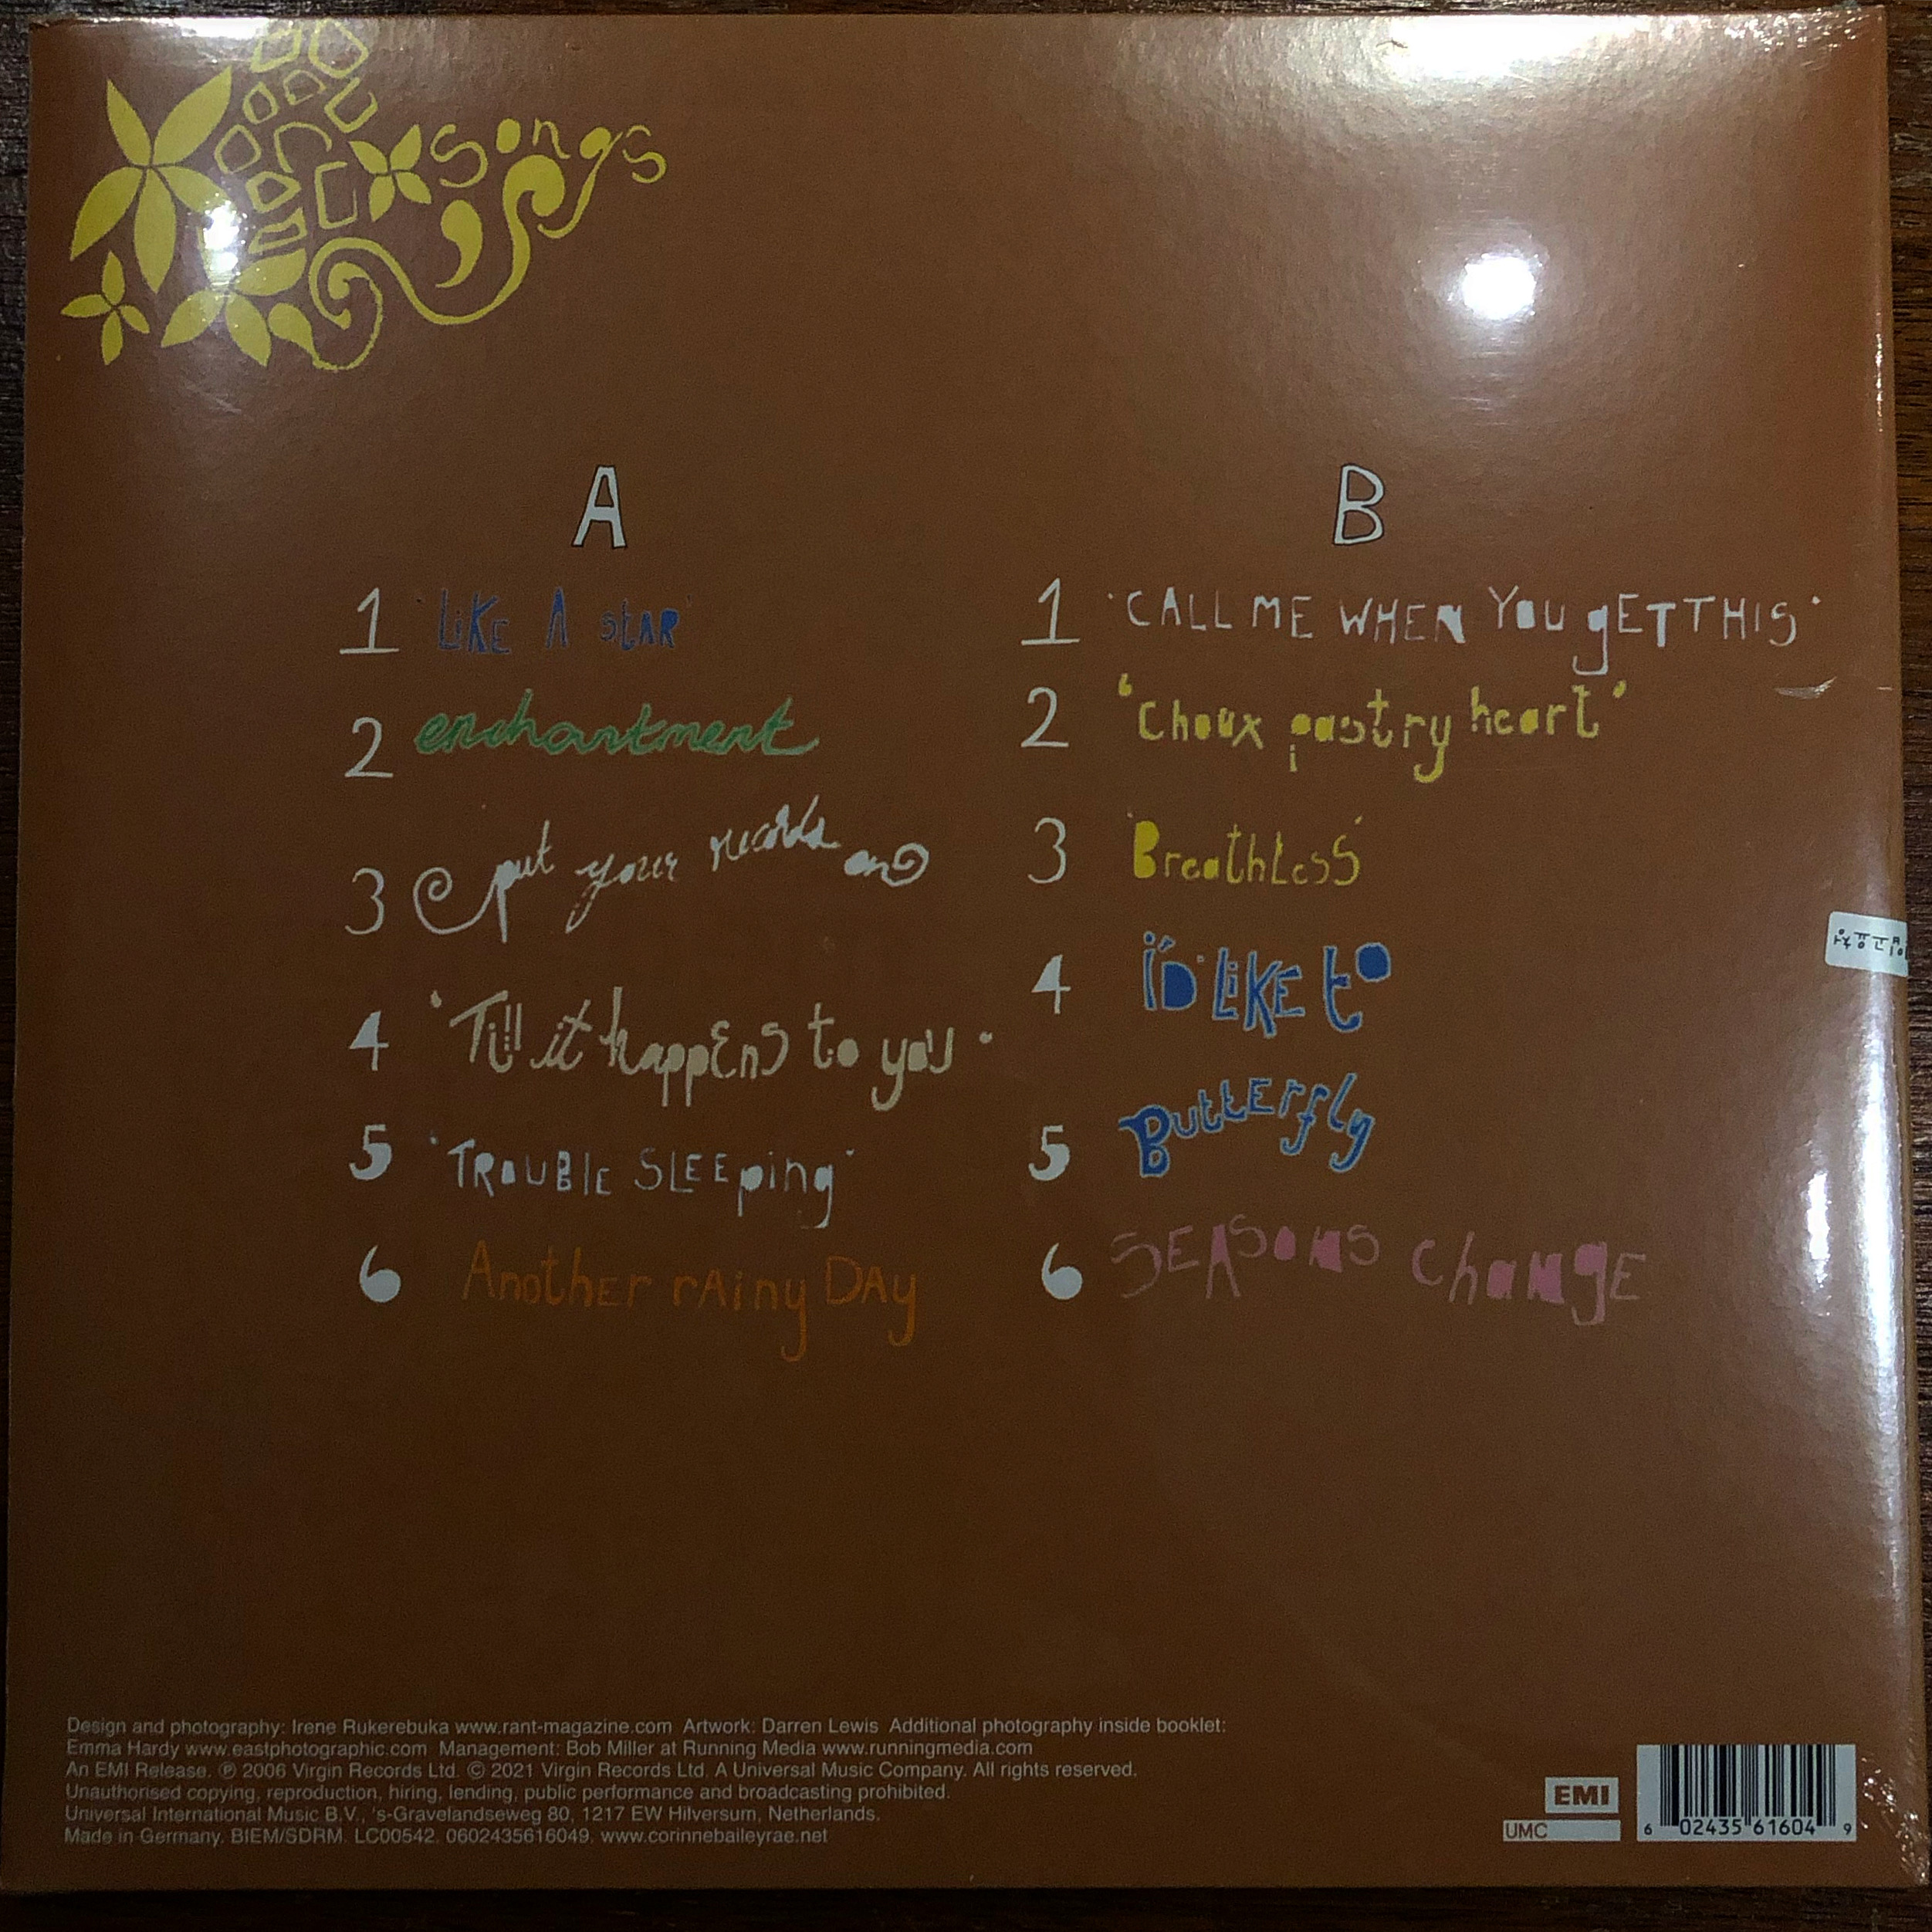 songs
A
1 'LiKE A stAR'
2 enchantment
3 put your records on
4 'Till it happEns to you'
5 'TROUBlE SLEEping'
6 AnothEr rAiny DAy
B
1 'CALL ME WHEN YOU gET THIS'
2 'Choux pastry heart'
3 'BreathLesS'
4 i'D LiKE to
5 ButtErfly
6 SEASONS ChaNgE
Design and photography: Irene Rukerebuka www.rant-magazine.com Artwork: Darren Lewis Additional photography inside booklet:
Emma Hardy www.eastphotographic.com Management: Bob Miller at Running Media www.runningmedia.com
An EMI Release. ℗ 2006 Virgin Records Ltd. © 2021 Virgin Records Ltd. A Universal Music Company. All rights reserved.
Unauthorised copying, reproduction, hiring, lending, public performance and broadcasting prohibited.
Universal International Music B.V., 's-Gravelandseweg 80, 1217 EW Hilversum, Netherlands.
Made in Germany. BIEM/SDRM. LC00542. 0602435616049. www.corinnebaileyrae.net
EMI
UMC
6 02435 61604 9